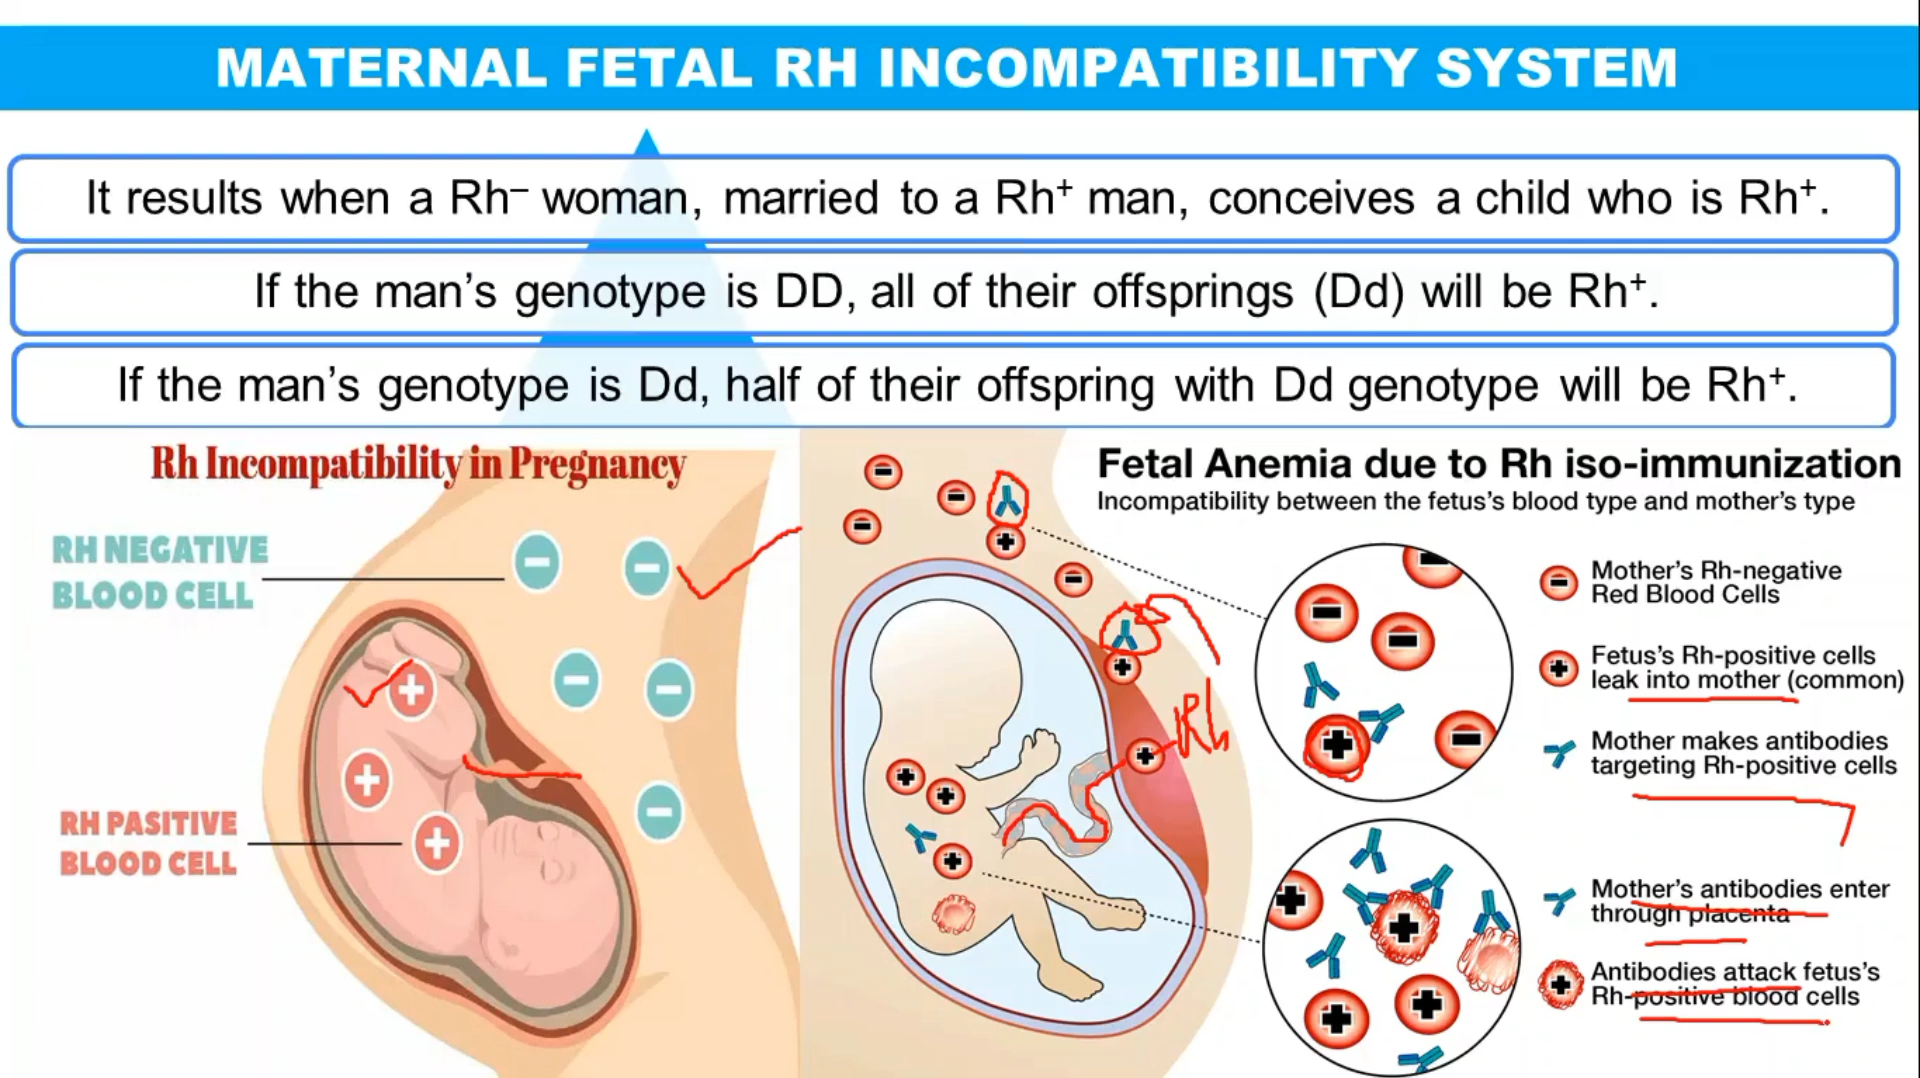 MATERNAL FETAL RH INCOMPATIBILITY SYSTEM
It results when a Rh– woman, married to a Rh+ man, conceives a child who is Rh+.
If the man’s genotype is DD, all of their offsprings (Dd) will be Rh+.
If the man’s genotype is Dd, half of their offspring with Dd genotype will be Rh+.
Rh Incompatibility in Pregnancy
RH NEGATIVE
BLOOD CELL
RH PASITIVE
BLOOD CELL
Fetal Anemia due to Rh iso-immunization
Incompatibility between the fetus’s blood type and mother’s type
Rh
Mother’s Rh-negative
Red Blood Cells
Fetus’s Rh-positive cells
leak into mother (common)
Mother makes antibodies
targeting Rh-positive cells
Mother’s antibodies enter
through placenta
Antibodies attack fetus’s
Rh-positive blood cells